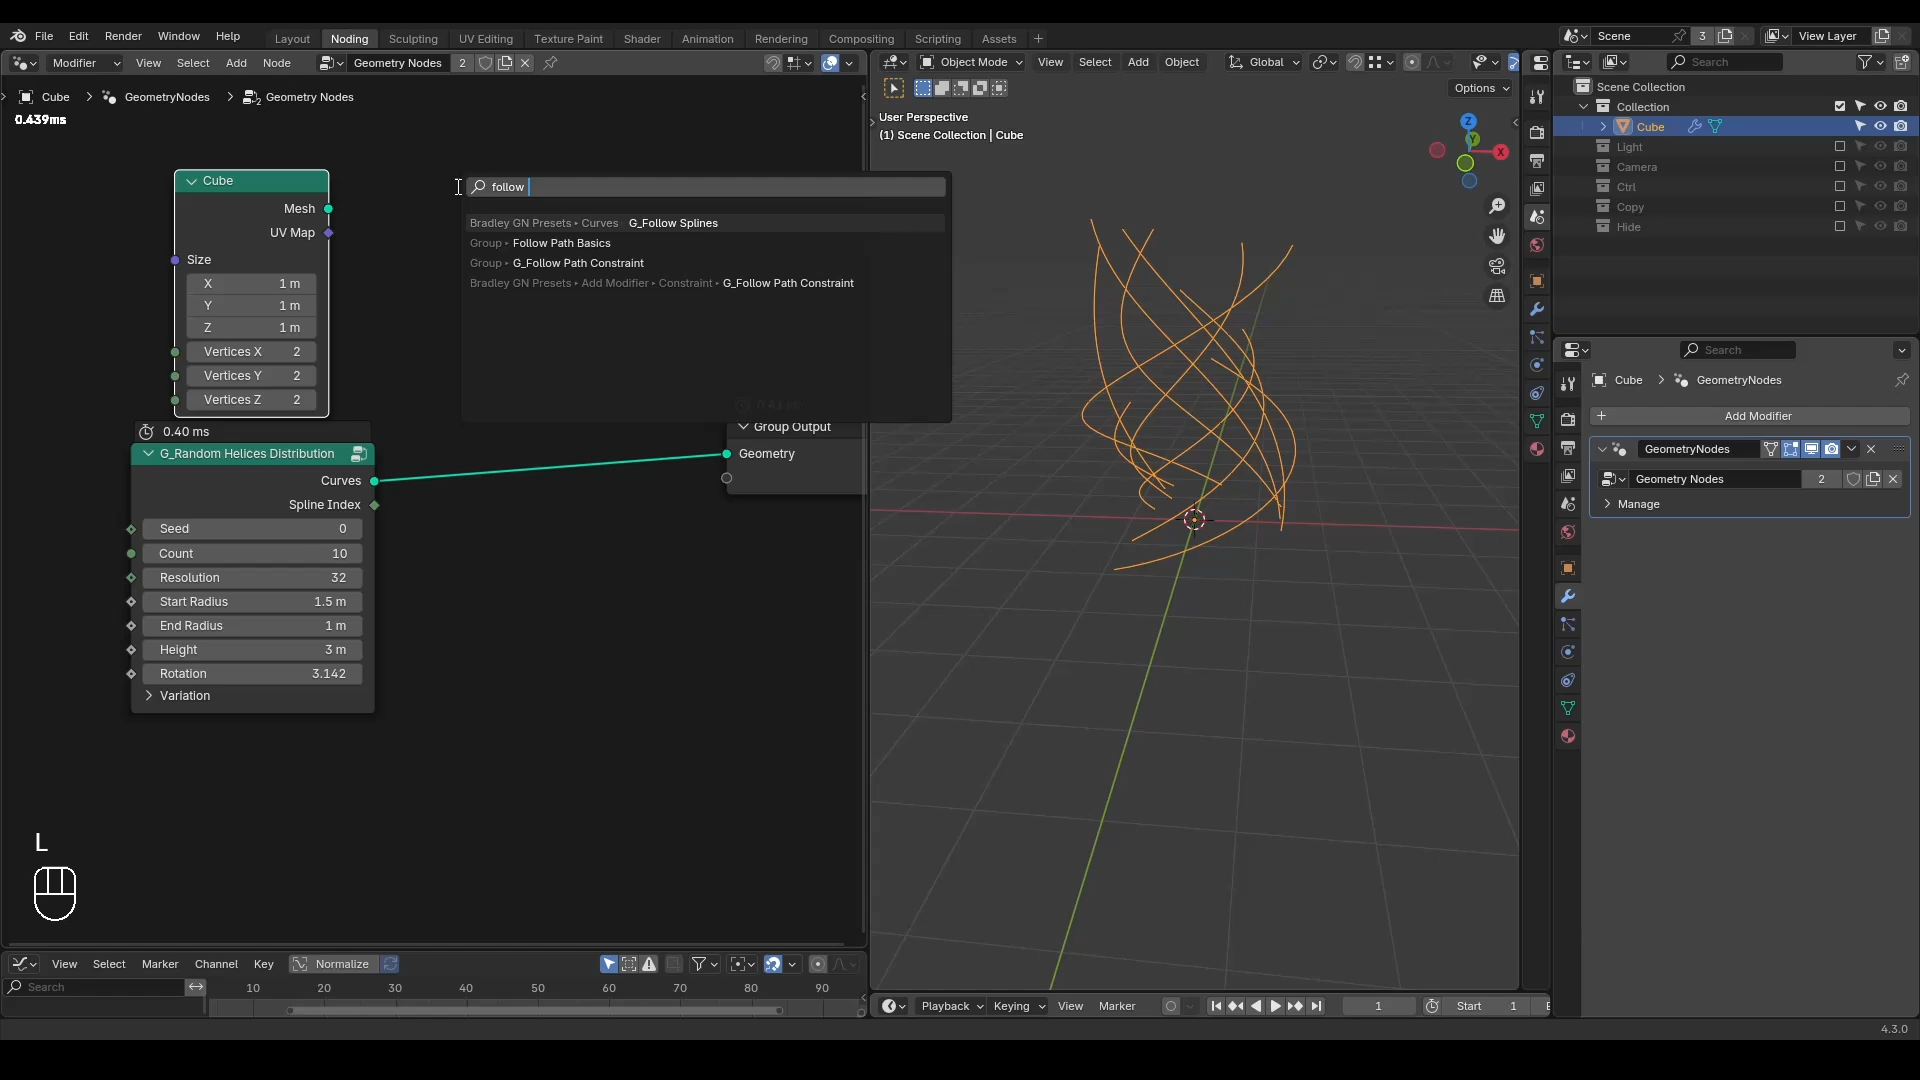 File Edit Render Window Help Layout Noding Sculpting UV Editing Texture Paint Shader Animation Rendering Compositing Scripting Assets + Scene 3 View Layer
Modifier View Select Add Node Geometry Nodes 2 Object Mode View Select Add Object Global Search
Options
Cube GeometryNodes Geometry Nodes
0.439ms
User Perspective
(1) Scene Collection | Cube
Z
Y
X
Scene Collection
Collection
Cube
Light
Camera
Ctrl
Copy
Hide
Cube
Mesh
UV Map
Size
X 1 m
Y 1 m
Z 1 m
Vertices X 2
Vertices Y 2
Vertices Z 2
follow
Bradley GN Presets ▸ Curves G_Follow Splines
Group ▸ Follow Path Basics
Group ▸ G_Follow Path Constraint
Bradley GN Presets ▸ Add Modifier ▸ Constraint ▸ G_Follow Path Constraint
Group Output
Geometry
0.40 ms
G_Random Helices Distribution
Curves
Spline Index
Seed 0
Count 10
Resolution 32
Start Radius 1.5 m
End Radius 1 m
Height 3 m
Rotation 3.142
Variation
L
Search
Cube GeometryNodes
+ Add Modifier
GeometryNodes
Geometry Nodes 2
Manage
View Select Marker Channel Key Normalize
Search 10 20 30 40 50 60 70 80 90
Playback Keying View Marker 1 Start 1
4.3.0